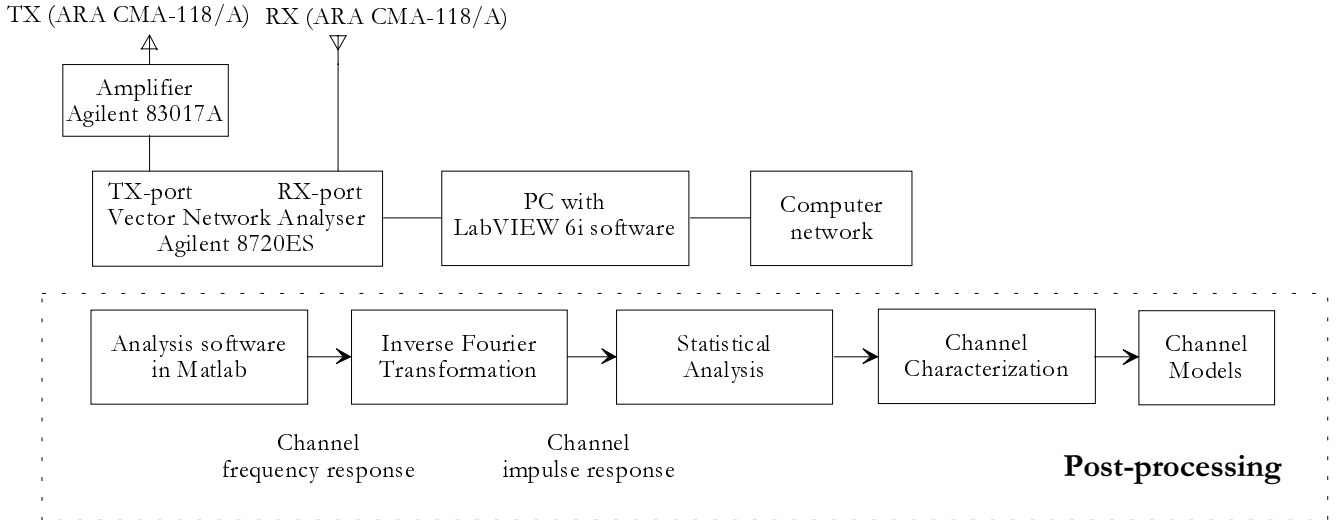 TX (ARA CMA-118/A)
RX (ARA CMA-118/A)
Amplifier
Agilent 83017A
TX-port
RX-port
Vector Network Analyser
Agilent 8720ES
PC with
LabVIEW 6i software
Computer
network
Analysis software
in Matlab
Inverse Fourier
Transformation
Statistical
Analysis
Channel
Characterization
Channel
Models
Channel
frequency response
Channel
impulse response
Post-processing